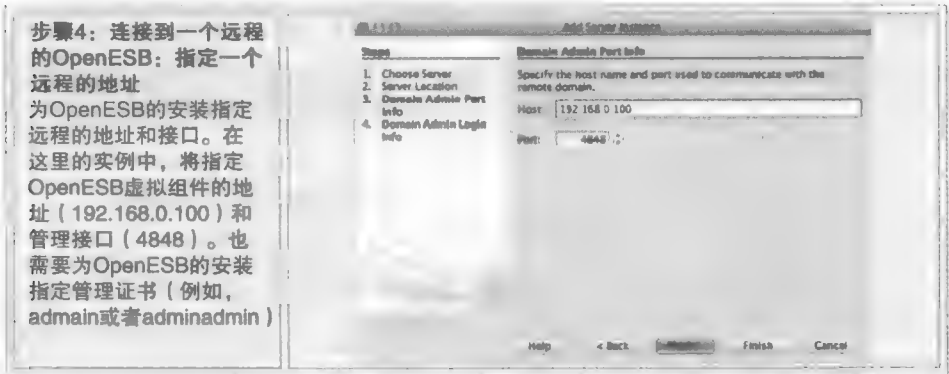 步骤4：连接到一个远程
的OpenESB：指定一个
远程的地址
为OpenESB的安装指定
远程的地址和接口。在
这里的实例中，将指定
OpenESB虚拟组件的地
址（192.168.0.100）和
管理接口（4848）。也
需要为OpenESB的安装
指定管理证书（例如，
admain或者adminadmin）
Add Server Instance
Steps
1. Choose Server
2. Server Location
3. Domain Admin Port
Info
4. Domain Admin Login
Info
Domain Admin Port Info
Specify the host name and port used to communicate with the
remote domain.
Host: 192.168.0.100
Port: 4848
Help
< Back
Finish
Cancel